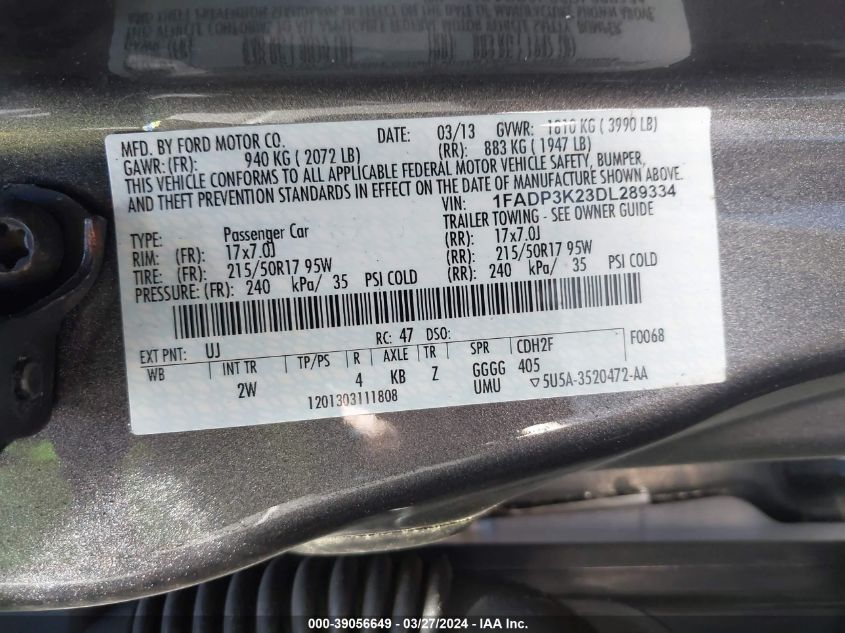 MFD. BY FORD MOTOR CO. DATE: 03/13 GVWR: 1810 KG ( 3990 LB)
GAWR: (FR): 940 KG ( 2072 LB) (RR): 883 KG ( 1947 LB)
THIS VEHICLE CONFORMS TO ALL APPLICABLE FEDERAL MOTOR VEHICLE SAFETY, BUMPER,
AND THEFT PREVENTION STANDARDS IN EFFECT ON THE DATE OF MANUFACTURE SHOWN ABOVE.
VIN: 1FADP3K23DL289334
TYPE: Passenger Car TRAILER TOWING - SEE OWNER GUIDE
RIM: (FR): 17x7.0J (RR): 17x7.0J
TIRE: (FR): 215/50R17 95W (RR): 215/50R17 95W
PRESSURE: (FR): 240 kPa/ 35 PSI COLD (RR): 240 kPa/ 35 PSI COLD
EXT PNT: UJ RC: 47 DSO: F0068
WB INT TR TP/PS R AXLE TR SPR CDH2F
2W 4 KB Z GGGG 405
UMU ▽5U5A-3520472-AA
1201303111808
000-39056649 - 03/27/2024 - IAA Inc.